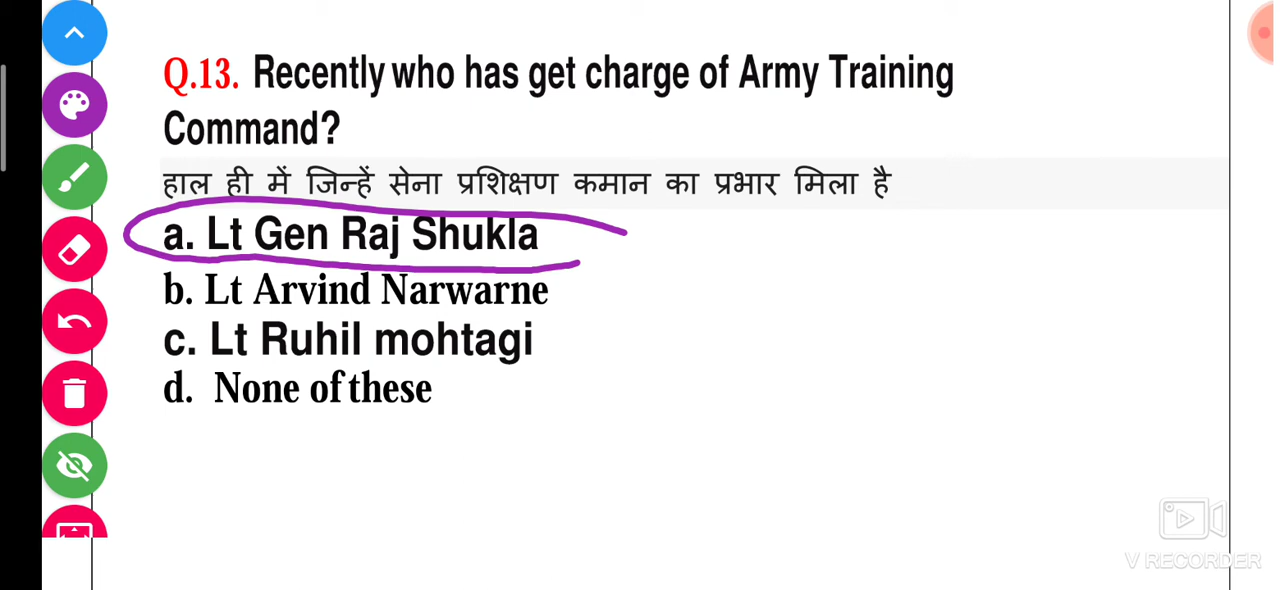 Q.13. Recently who has get charge of Army Training
Command?
हाल ही में जिन्हें सेना प्रशिक्षण कमान का प्रभार मिला है
a. Lt Gen Raj Shukla
b. Lt Arvind Narwarne
c. Lt Ruhil mohtagi
d. None of these
V RECORDER